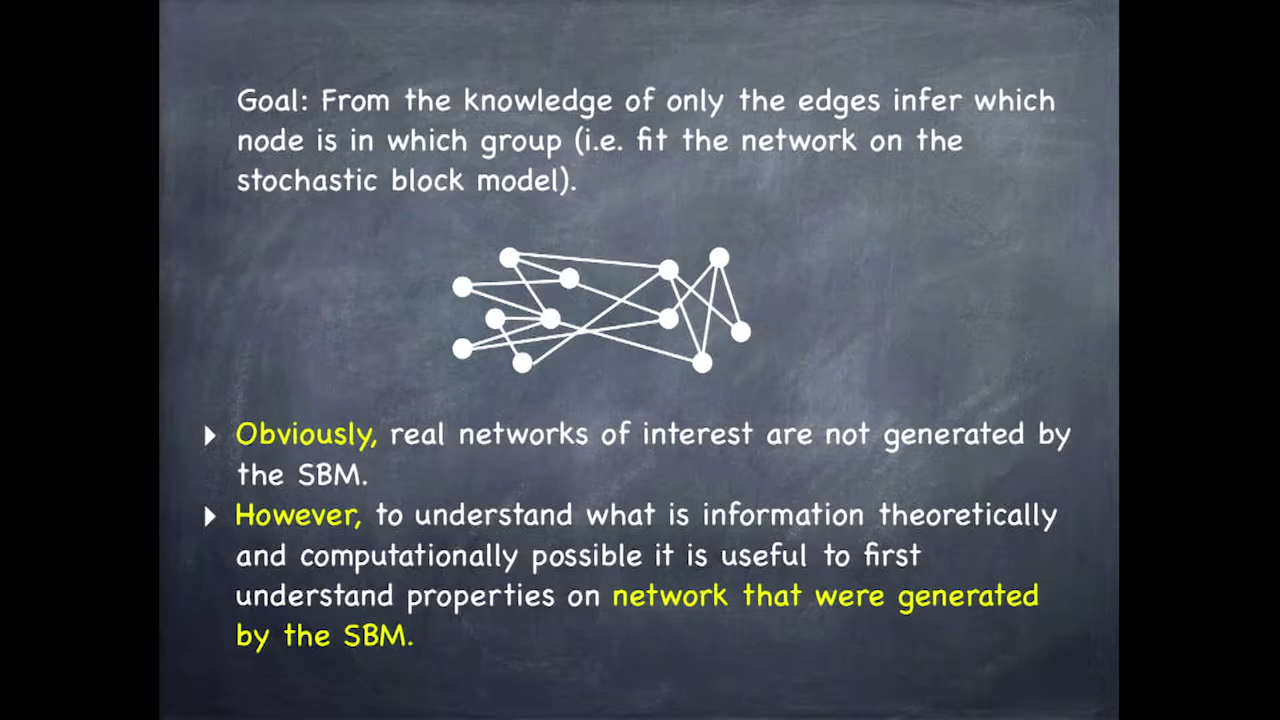 Goal: From the knowledge of only the edges infer which
node is in which group (i.e. fit the network on the
stochastic block model).
Obviously, real networks of interest are not generated by
the SBM.
However, to understand what is information theoretically
and computationally possible it is useful to first
understand properties on network that were generated
by the SBM.